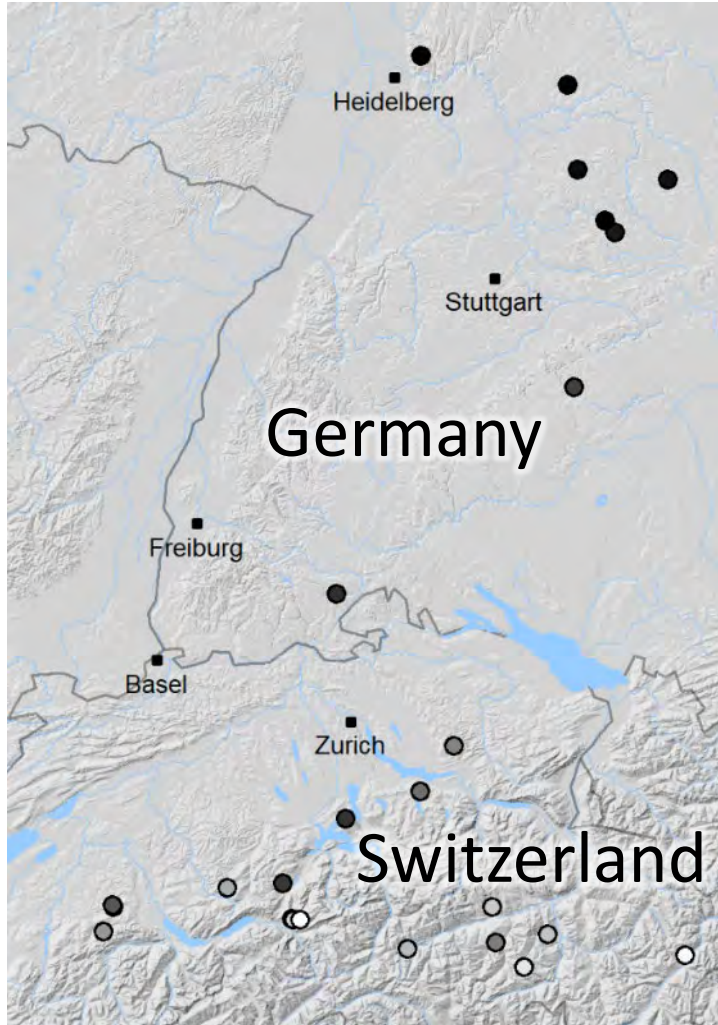 Heidelberg
Stuttgart
Germany
Freiburg
Basel
Zurich
Switzerland